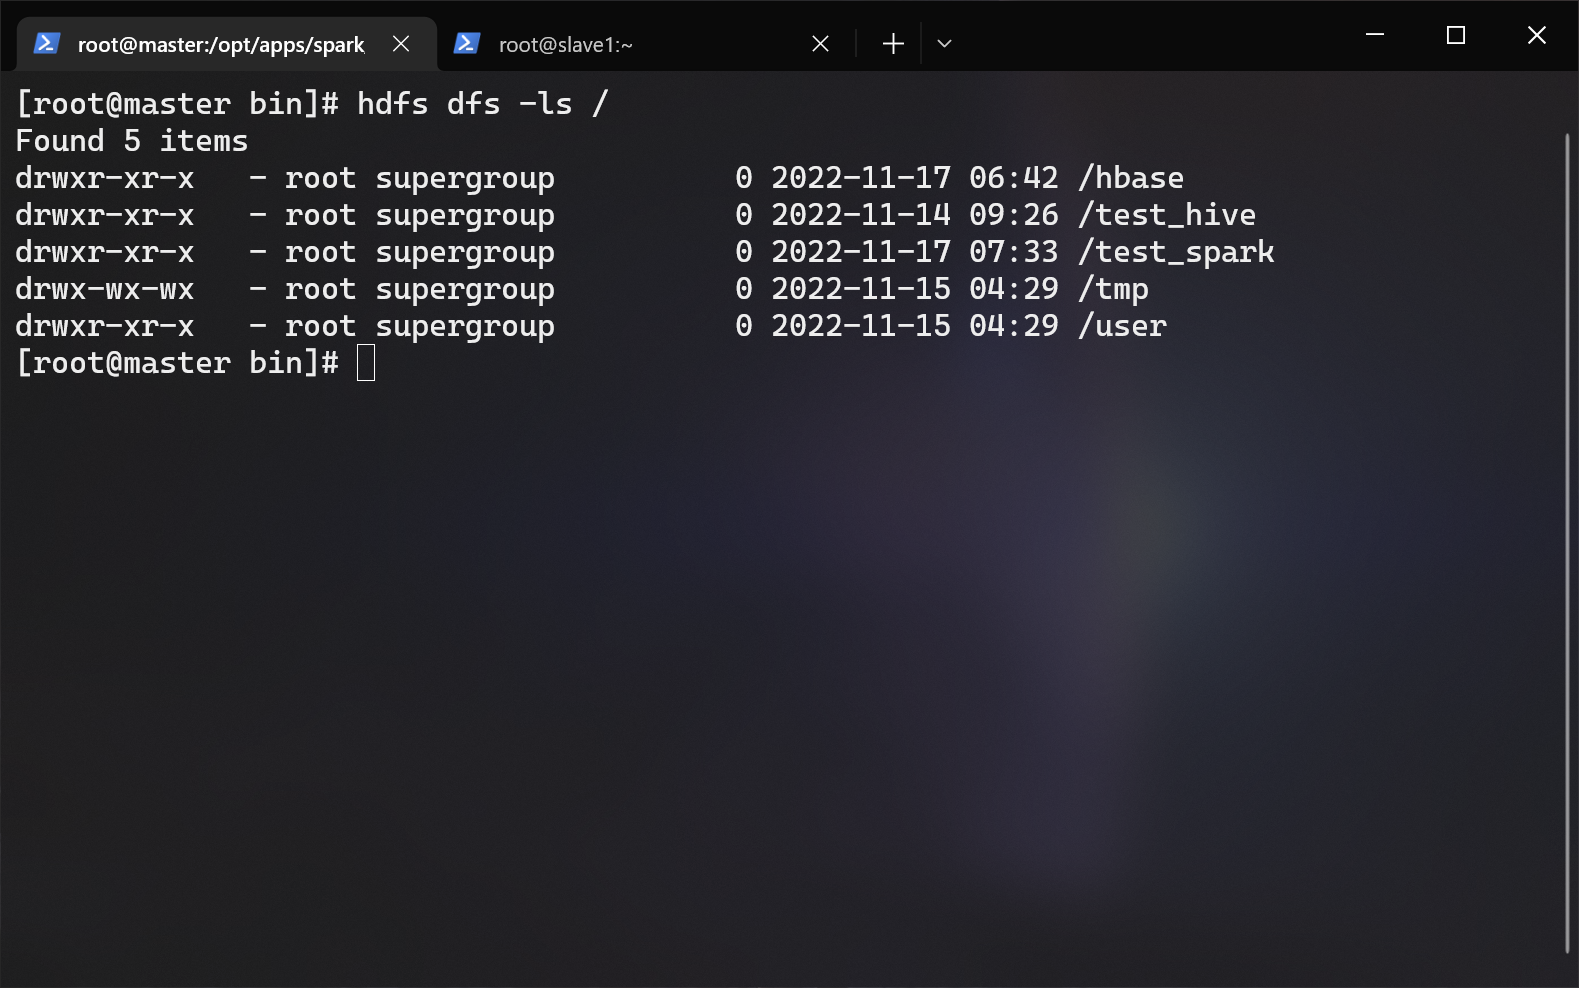 root@master:/opt/apps/spark
root@slave1:~
[root@master bin]# hdfs dfs -ls /
Found 5 items
drwxr-xr-x   - root supergroup          0 2022-11-17 06:42 /hbase
drwxr-xr-x   - root supergroup          0 2022-11-14 09:26 /test_hive
drwxr-xr-x   - root supergroup          0 2022-11-17 07:33 /test_spark
drwx-wx-wx   - root supergroup          0 2022-11-15 04:29 /tmp
drwxr-xr-x   - root supergroup          0 2022-11-15 04:29 /user
[root@master bin]#